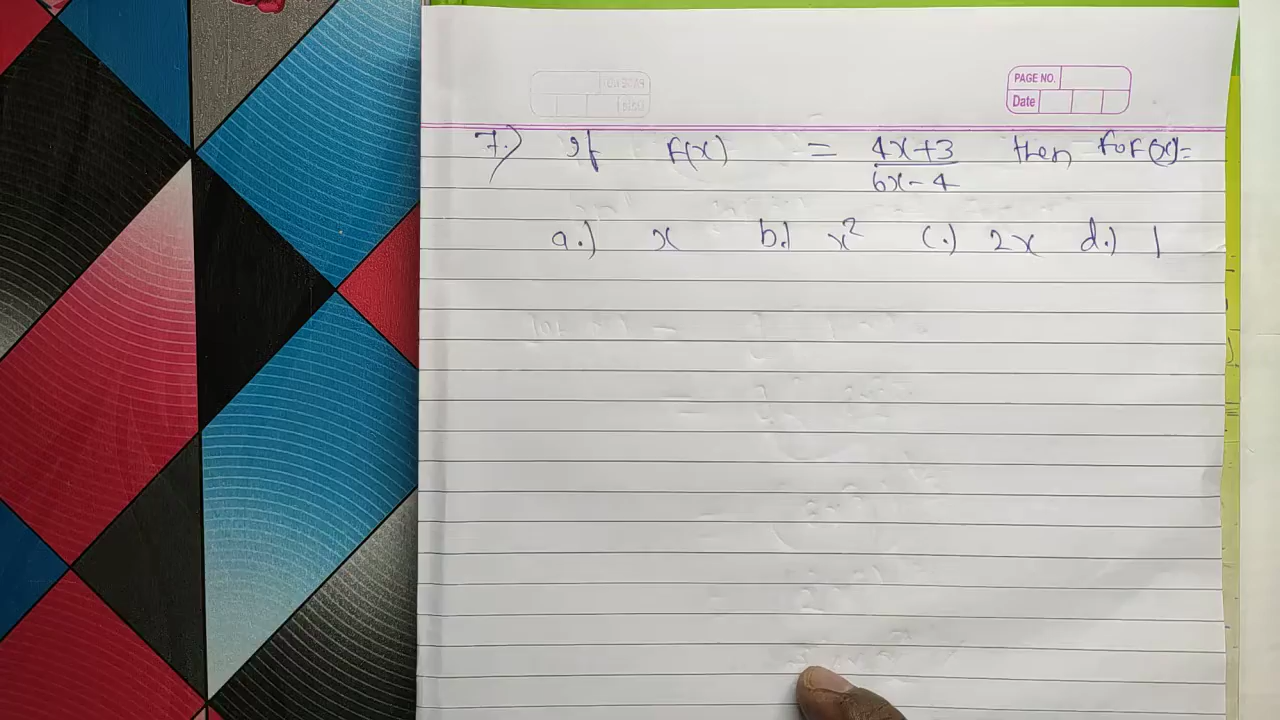 PAGE NO.
Date
7.) If f(x) = 4x+3 then fof(x)=
6x-4
a.) x b.) x² (.) 2x d.) 1